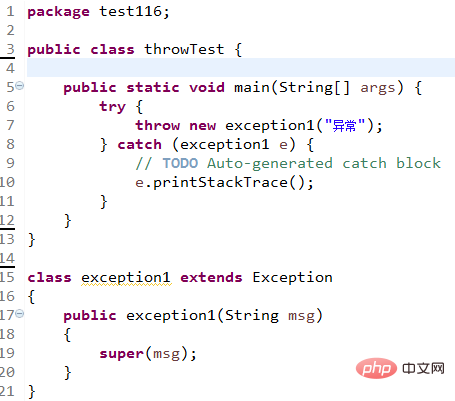 1 package test116;
2
3 public class throwTest {
4
5 public static void main(String[] args) {
6 try {
7 throw new exception1("异常");
8 } catch (exception1 e) {
9 // TODO Auto-generated catch block
10 e.printStackTrace();
11 }
12 }
13 }
14
15 class exception1 extends Exception
16 {
17 public exception1(String msg)
18 {
19 super(msg);
20 }
21 }
php 中文网